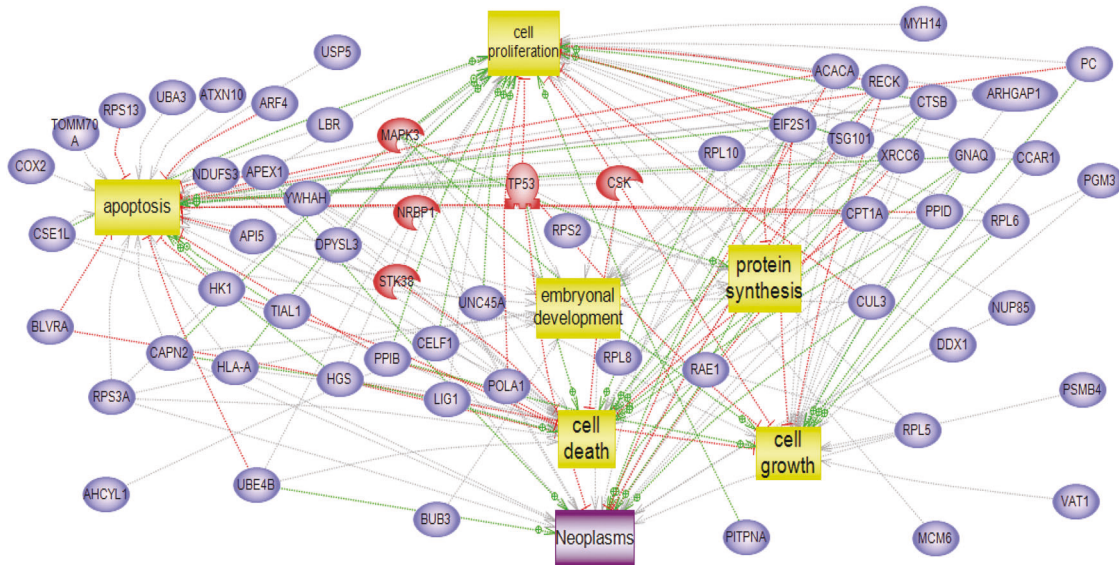 cell
proliferation
MYH14
USP5
ACACA
RECK
PC
UBA3
ATXN10
ARF4
CTSB
ARHGAP1
RPS13
TOMM70
A
LBR
MAPK3
EIF2S1
TSG101
RPL10
XRCC6
GNAQ
CCAR1
COX2
NDUFS3
APEX1
TP53
CSK
PGM3
apoptosis
YWHAH
NRBP1
CPT1A
PPID
RPL6
CSE1L
API5
DPYSL3
RPS2
protein
synthesis
HK1
STK38
UNC45A
embryonal
development
CUL3
NUP85
TIAL1
BLVRA
CAPN2
HLA-A
PPIB
CELF1
RPL8
RAE1
DDX1
HGS
POLA1
LIG1
RPS3A
PSMB4
cell
death
cell
growth
RPL5
AHCYL1
UBE4B
BUB3
VAT1
Neoplasms
PITPNA
MCM6